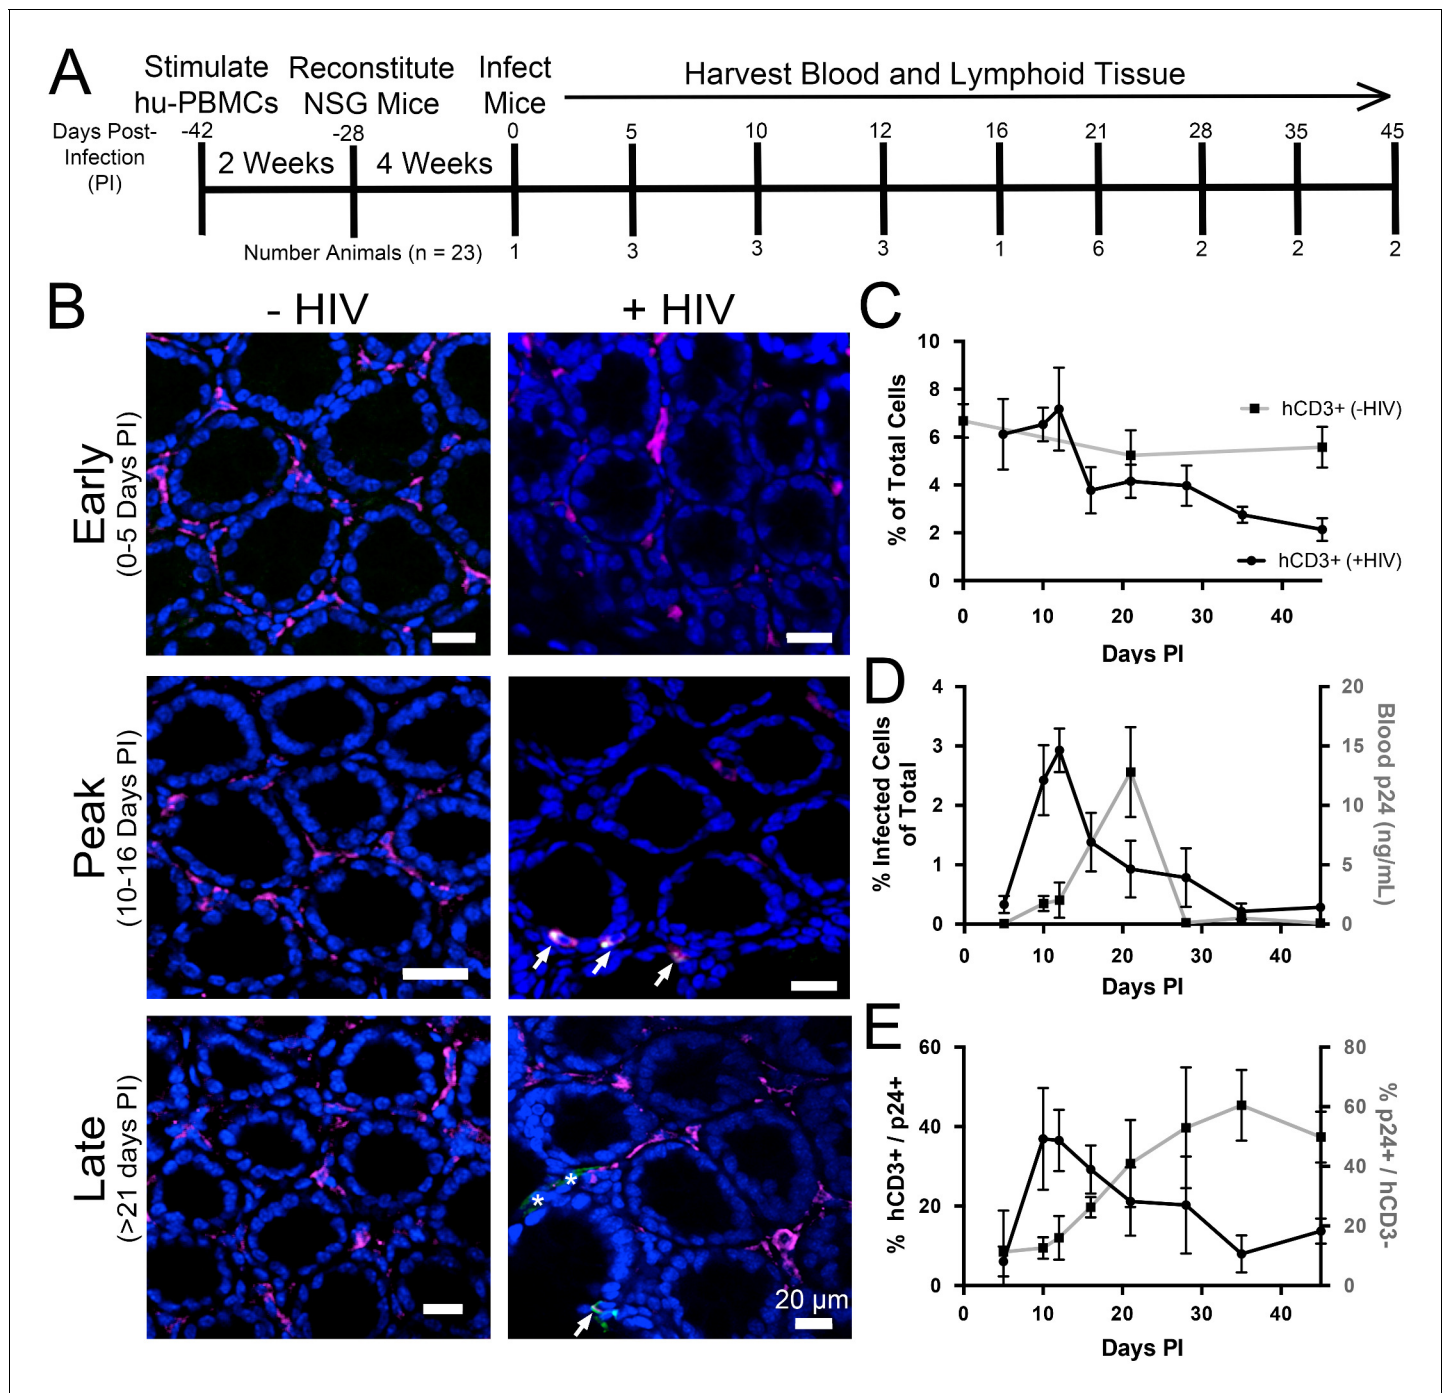 A
Stimulate
hu-PBMCs
Reconstitute
NSG Mice
Infect
Mice
Harvest Blood and Lymphoid Tissue
Days Post-
Infection
(PI)
-42
-28
0
5
10
12
16
21
28
35
45
2 Weeks
4 Weeks
Number Animals (n = 23)
1
3
3
3
1
6
2
2
2
B
- HIV
+ HIV
Early
(0-5 Days PI)
Peak
(10-16 Days PI)
Late
(>21 days PI)
*
*
20 µm
C
% of Total Cells
10
8
6
4
2
0
0
10
20
30
40
Days PI
hCD3+ (-HIV)
hCD3+ (+HIV)
D
% Infected Cells
of Total
4
3
2
1
0
20
15
10
5
0
Blood p24 (ng/mL)
0
10
20
30
40
Days PI
E
% hCD3+ / p24+
60
40
20
0
80
60
40
20
0
% p24+ / hCD3-
0
10
20
30
40
Days PI